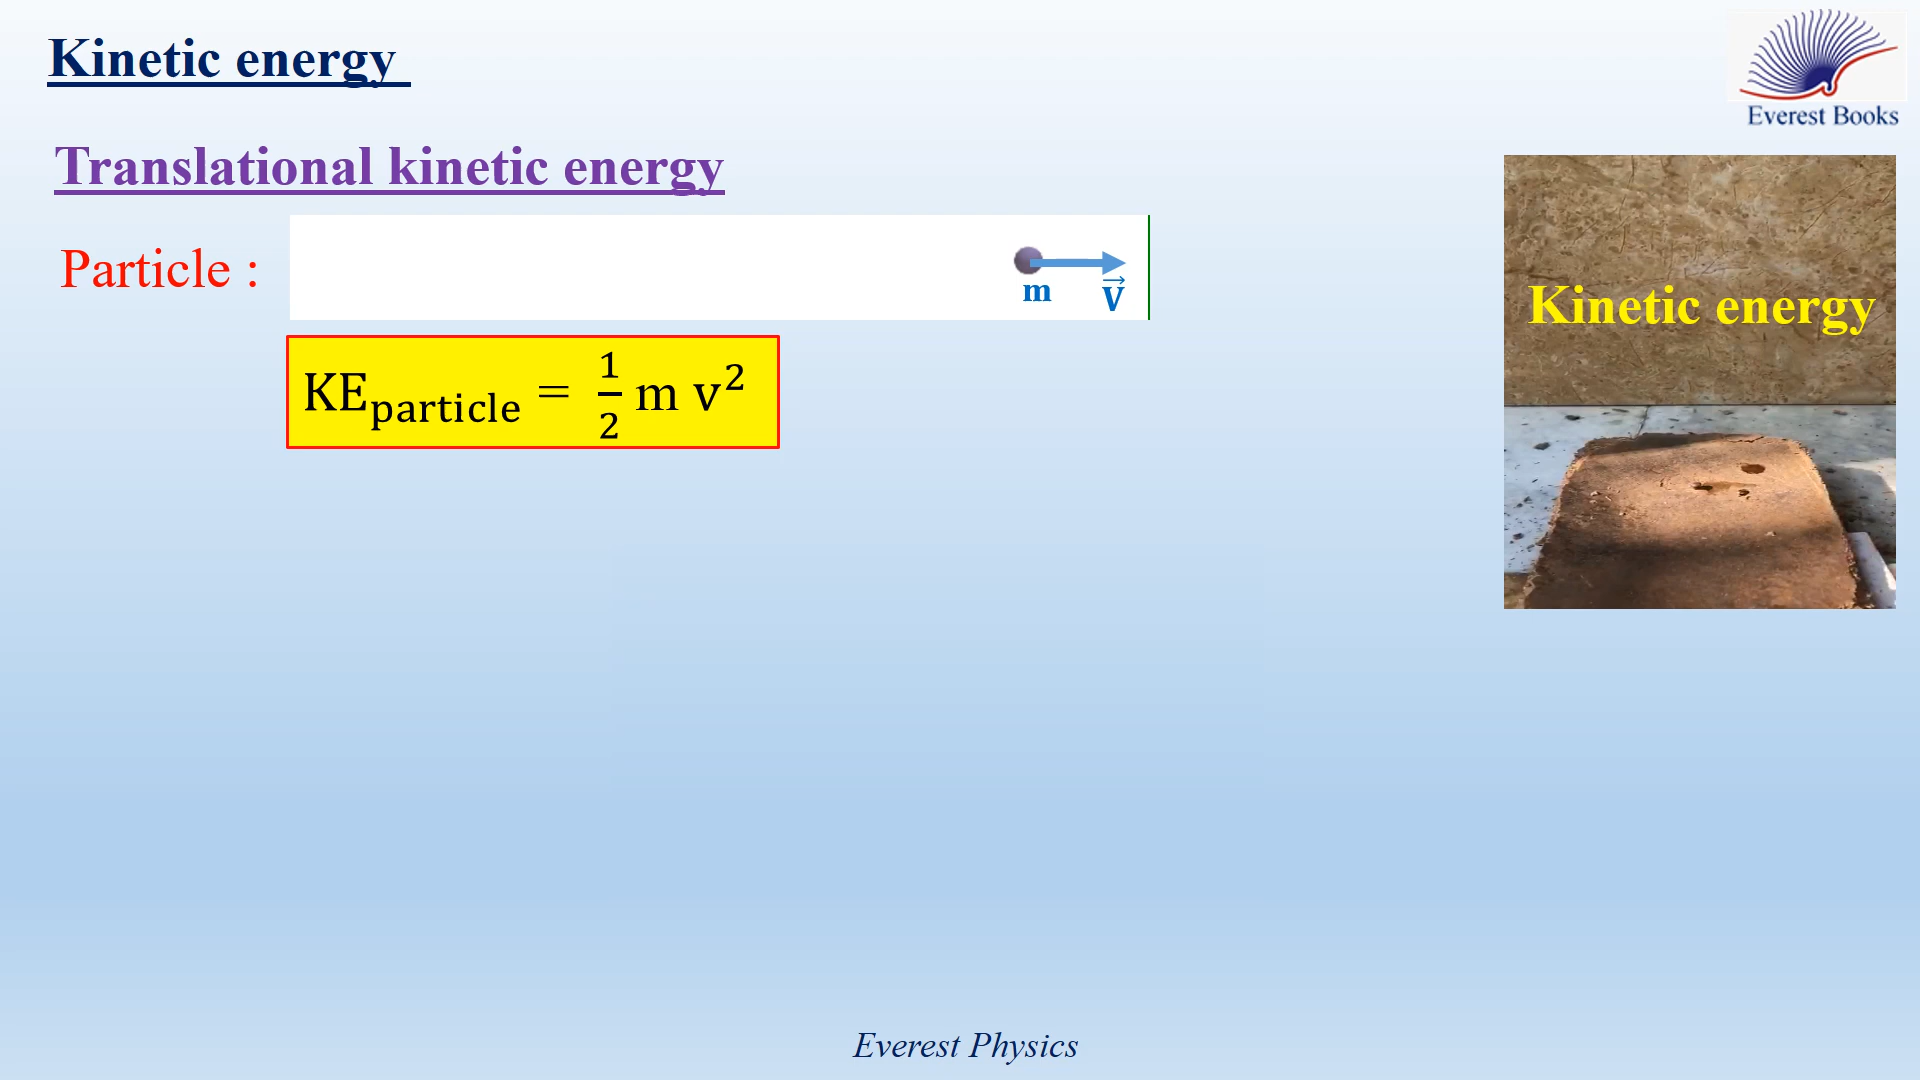 Kinetic energy
Everest Books
Translational kinetic energy
Particle :
m
V⃗
Kinetic energy
KEparticle = 1/2 m v²
Everest Physics